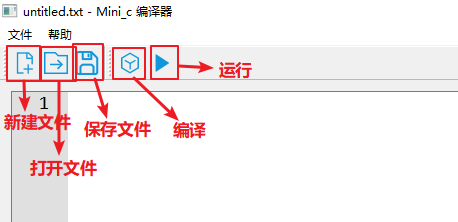 untitled.txt - Mini_c 编译器
文件 帮助
运行
1
新建文件
保存文件
编译
打开文件